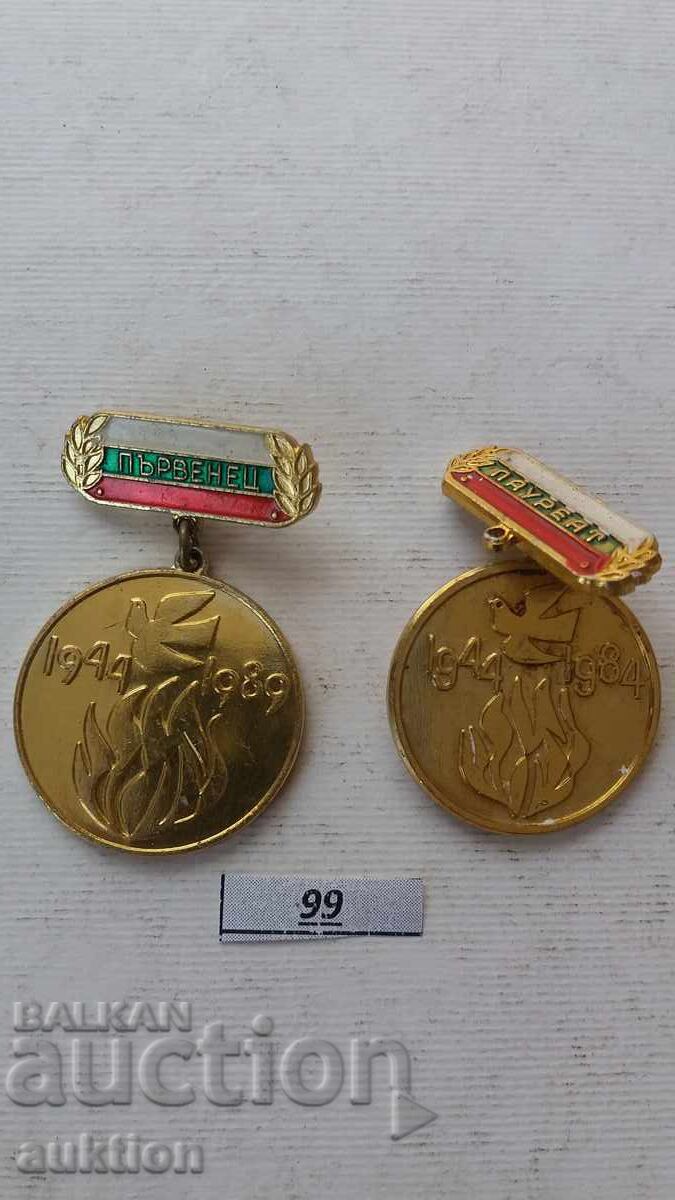 ПЪРВЕНЕЦ
ЛАУРЕАТ
1944 1989
1944 1984
99
BALKAN
auction
auktion